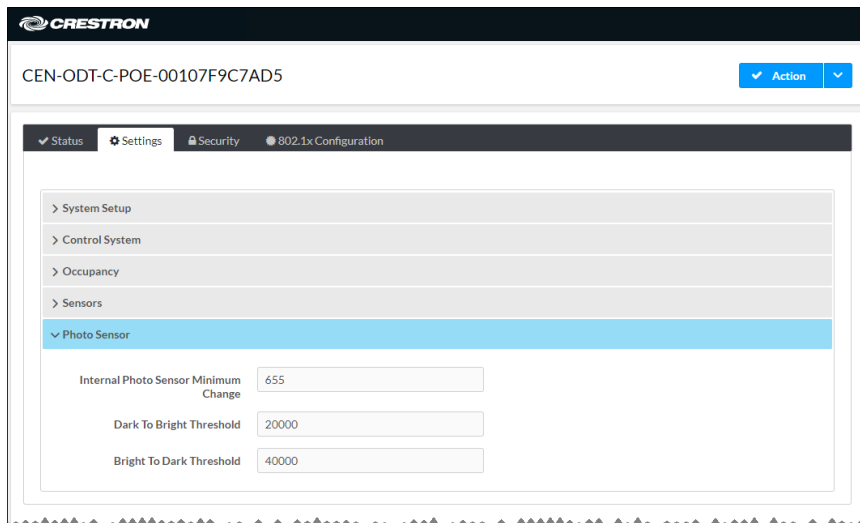 CRESTRON
CEN-ODT-C-POE-00107F9C7AD5
Action
Status Settings Security 802.1x Configuration
System Setup
Control System
Occupancy
Sensors
Photo Sensor
Internal Photo Sensor Minimum 655
Change
Dark To Bright Threshold 20000
Bright To Dark Threshold 40000